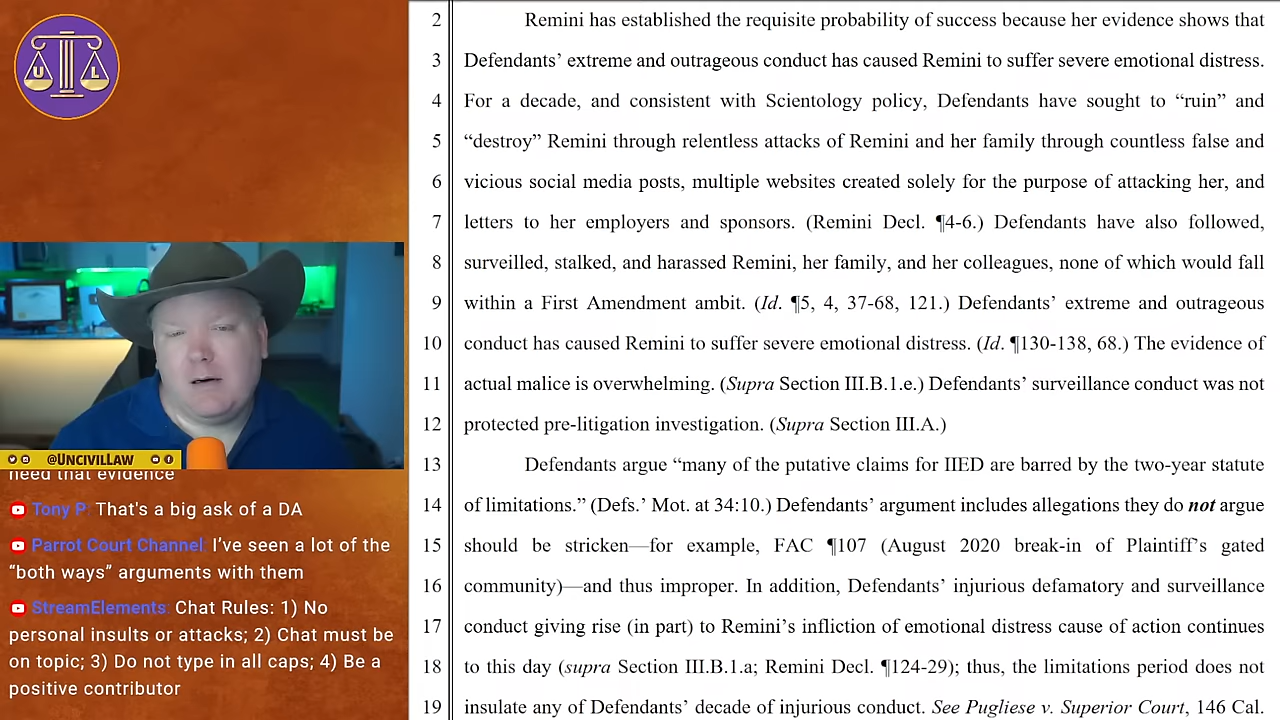 U L
@UNCIVILLAW
need that evidence
Tony P: That's a big ask of a DA
Parrot Court Channel: I’ve seen a lot of the
“both ways” arguments with them
StreamElements: Chat Rules: 1) No
personal insults or attacks; 2) Chat must be
on topic; 3) Do not type in all caps; 4) Be a
positive contributor
2 Remini has established the requisite probability of success because her evidence shows that
3 Defendants’ extreme and outrageous conduct has caused Remini to suffer severe emotional distress.
4 For a decade, and consistent with Scientology policy, Defendants have sought to “ruin” and
5 “destroy” Remini through relentless attacks of Remini and her family through countless false and
6 vicious social media posts, multiple websites created solely for the purpose of attacking her, and
7 letters to her employers and sponsors. (Remini Decl. ¶4-6.) Defendants have also followed,
8 surveilled, stalked, and harassed Remini, her family, and her colleagues, none of which would fall
9 within a First Amendment ambit. (Id. ¶5, 4, 37-68, 121.) Defendants’ extreme and outrageous
10 conduct has caused Remini to suffer severe emotional distress. (Id. ¶130-138, 68.) The evidence of
11 actual malice is overwhelming. (Supra Section III.B.1.e.) Defendants’ surveillance conduct was not
12 protected pre-litigation investigation. (Supra Section III.A.)
13 Defendants argue “many of the putative claims for IIED are barred by the two-year statute
14 of limitations.” (Defs.’ Mot. at 34:10.) Defendants’ argument includes allegations they do not argue
15 should be stricken—for example, FAC ¶107 (August 2020 break-in of Plaintiff’s gated
16 community)—and thus improper. In addition, Defendants’ injurious defamatory and surveillance
17 conduct giving rise (in part) to Remini’s infliction of emotional distress cause of action continues
18 to this day (supra Section III.B.1.a; Remini Decl. ¶124-29); thus, the limitations period does not
19 insulate any of Defendants’ decade of injurious conduct. See Pugliese v. Superior Court, 146 Cal.